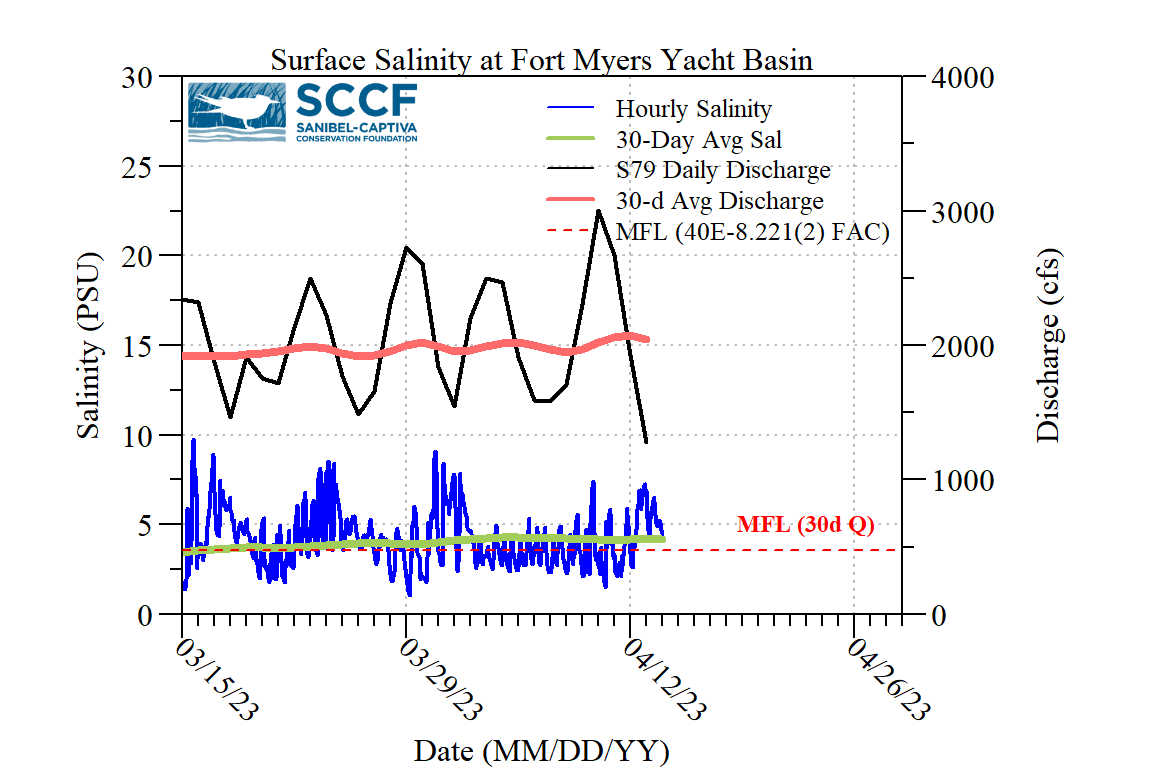 Surface Salinity at Fort Myers Yacht Basin
SCCF
SANIBEL-CAPTIVA
CONSERVATION FOUNDATION
Hourly Salinity
30-Day Avg Sal
S79 Daily Discharge
30-d Avg Discharge
MFL (40E-8.221(2) FAC)
30
25
20
15
10
5
0
Salinity (PSU)
4000
3000
2000
1000
0
Discharge (cfs)
MFL (30d Q)
03/15/23
03/29/23
04/12/23
04/26/23
Date (MM/DD/YY)